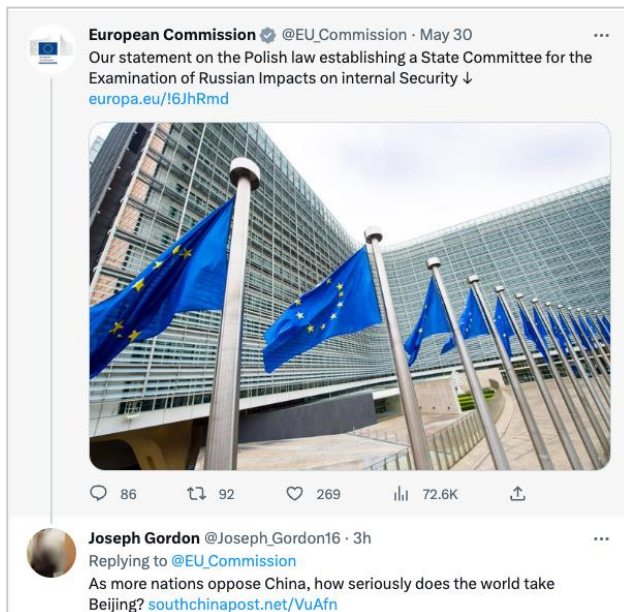 European Commission @EU_Commission · May 30
Our statement on the Polish law establishing a State Committee for the
Examination of Russian Impacts on internal Security ↓
europa.eu/!6JhRmd
86 92 269 72.6K
Joseph Gordon @Joseph_Gordon16 · 3h
Replying to @EU_Commission
As more nations oppose China, how seriously does the world take
Beijing? southchinapost.net/VuAfn